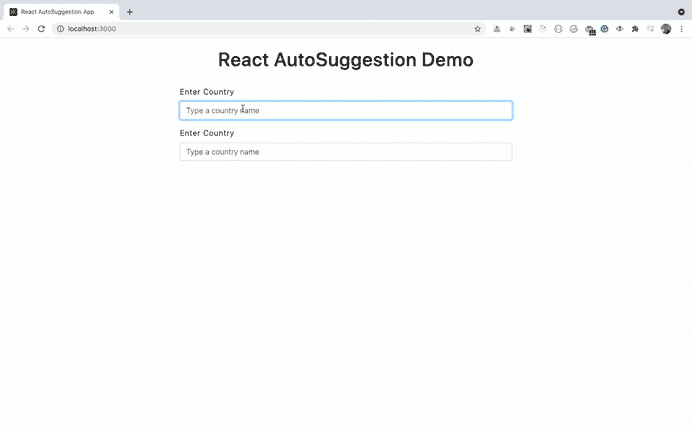 React AutoSuggestion App
localhost:3000
React AutoSuggestion Demo
Enter Country
Type a country name
Enter Country
Type a country name